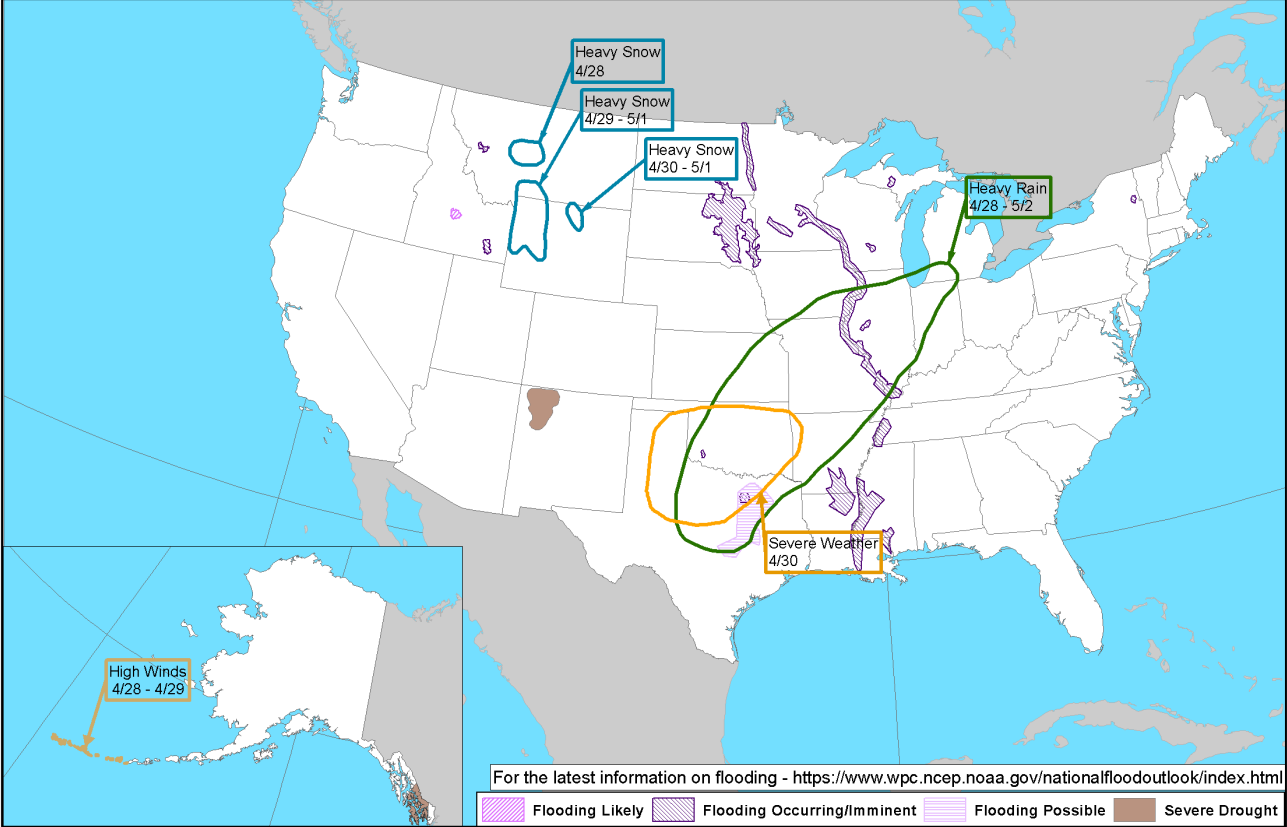 Heavy Snow
4/28
Heavy Snow
4/29 - 5/1
Heavy Snow
4/30 - 5/1
Heavy Rain
4/28 - 5/2
Severe Weather
4/30
High Winds
4/28 - 4/29
For the latest information on flooding - https://www.wpc.ncep.noaa.gov/nationalfloodoutlook/index.html
Flooding Likely Flooding Occurring/Imminent Flooding Possible Severe Drought